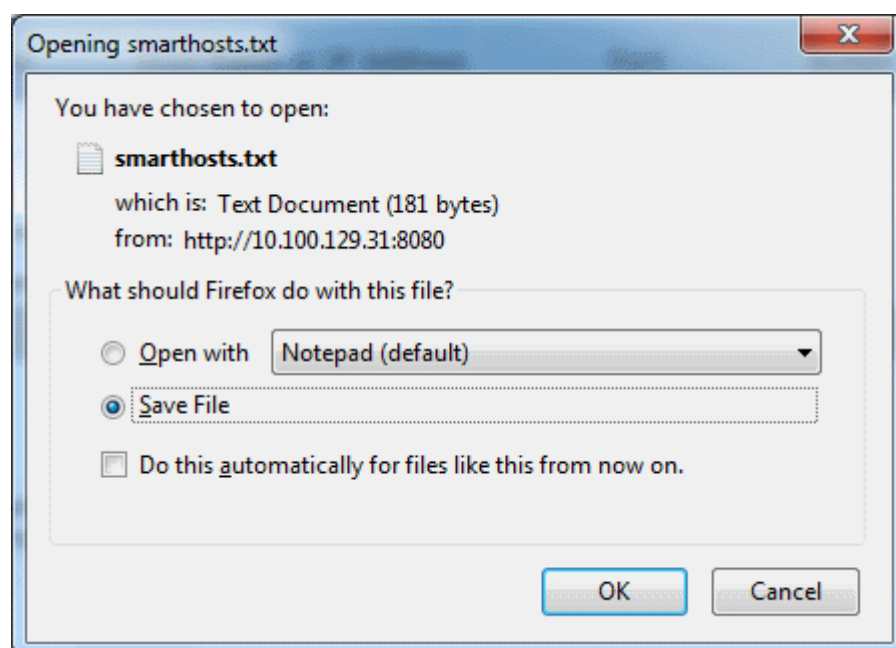 Opening smarthosts.txt
You have chosen to open:
smarthosts.txt
which is: Text Document (181 bytes)
from: http://10.100.129.31:8080
What should Firefox do with this file?
Open with Notepad (default)
Save File
Do this automatically for files like this from now on.
OK Cancel